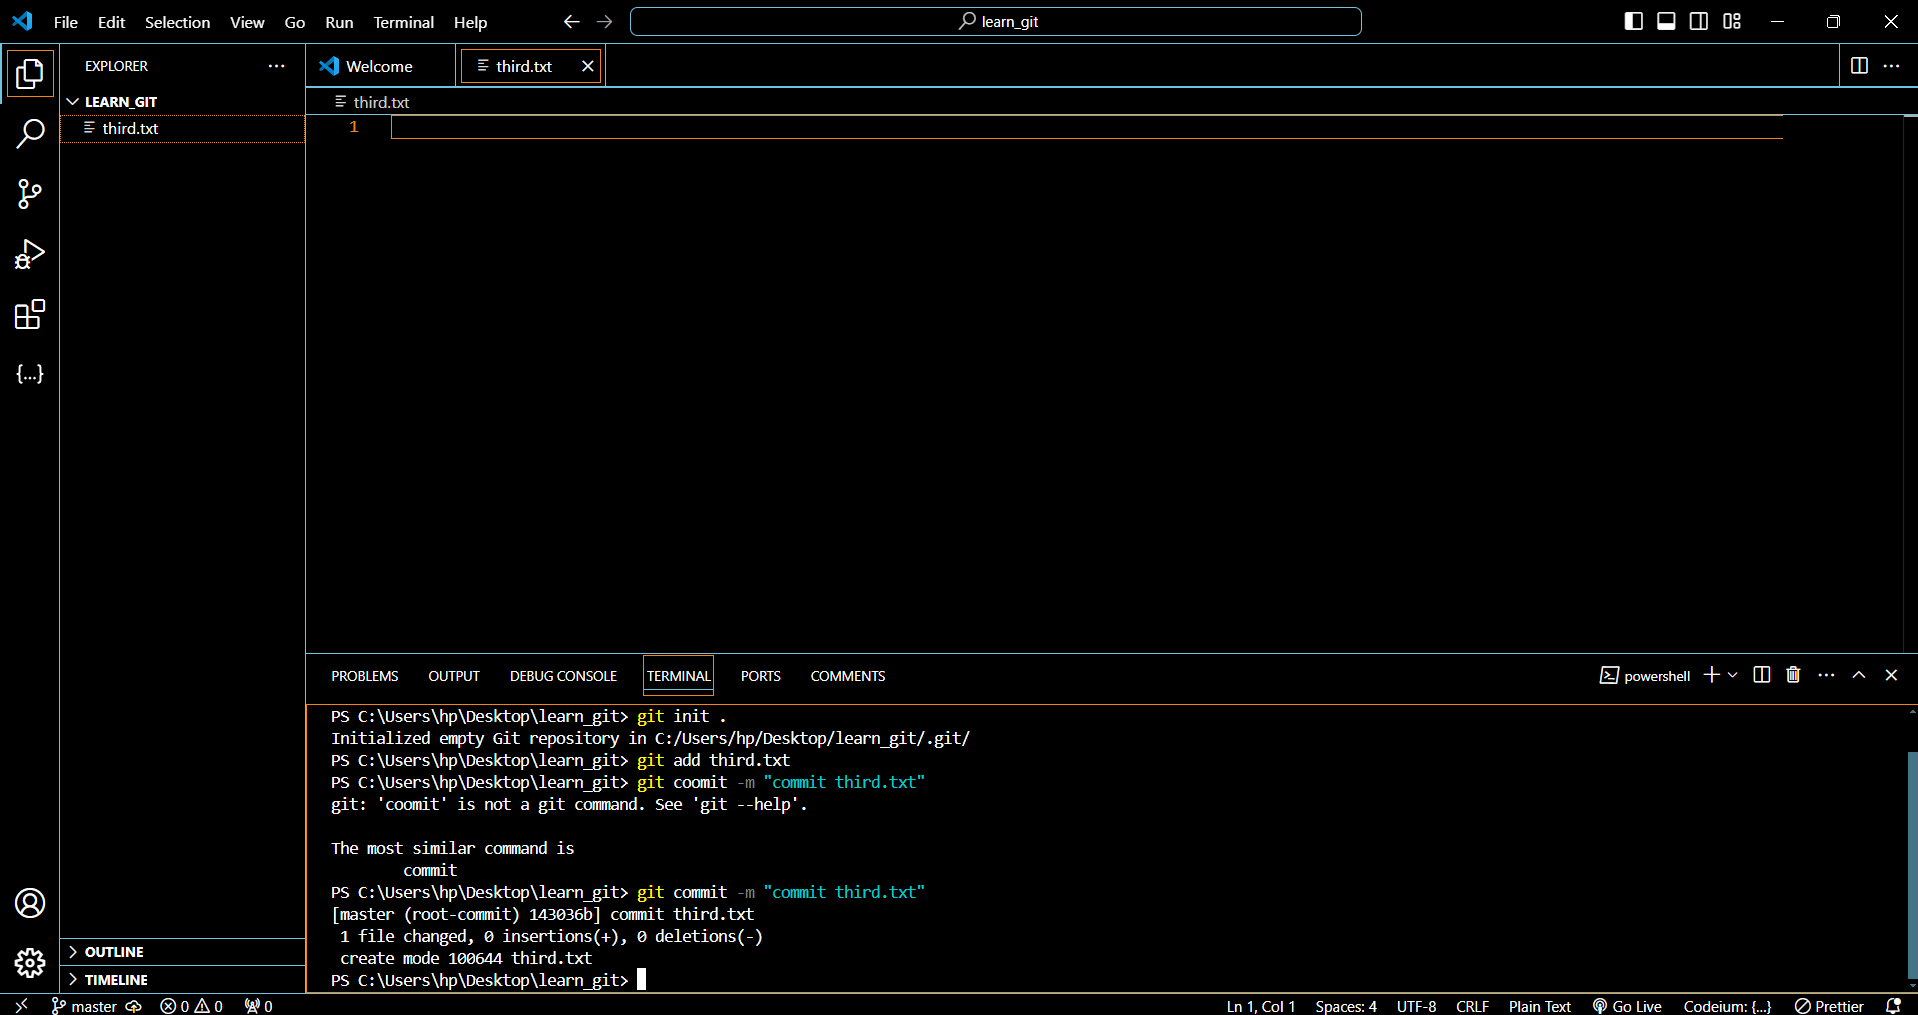 File Edit Selection View Go Run Terminal Help
learn_git
EXPLORER
LEARN_GIT
third.txt
Welcome
third.txt
third.txt
1
{...}
OUTLINE
TIMELINE
PROBLEMS OUTPUT DEBUG CONSOLE TERMINAL PORTS COMMENTS
powershell
PS C:\Users\hp\Desktop\learn_git> git init .
Initialized empty Git repository in C:/Users/hp/Desktop/learn_git/.git/
PS C:\Users\hp\Desktop\learn_git> git add third.txt
PS C:\Users\hp\Desktop\learn_git> git coomit -m "commit third.txt"
git: 'coomit' is not a git command. See 'git --help'.
The most similar command is
commit
PS C:\Users\hp\Desktop\learn_git> git commit -m "commit third.txt"
[master (root-commit) 143036b] commit third.txt
1 file changed, 0 insertions(+), 0 deletions(-)
create mode 100644 third.txt
PS C:\Users\hp\Desktop\learn_git>
master 0 0 0 Ln 1, Col 1 Spaces: 4 UTF-8 CRLF Plain Text Go Live Codeium: {...} Prettier